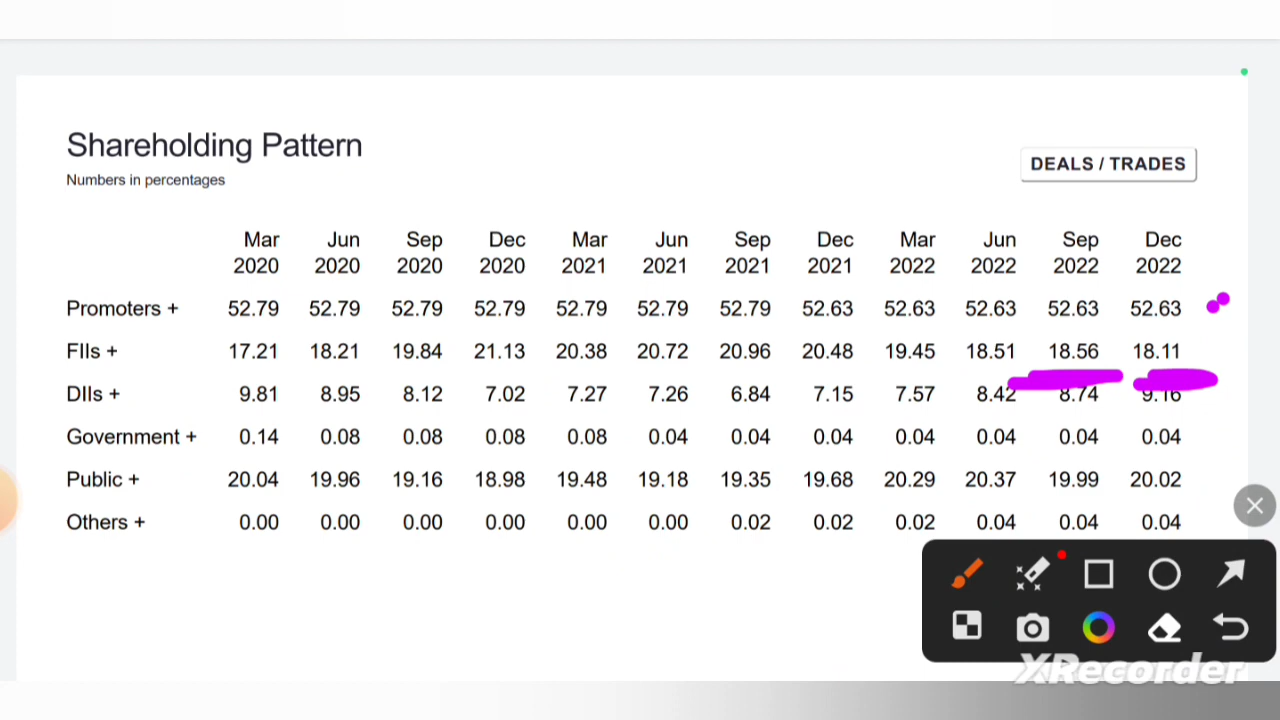 Shareholding Pattern
Numbers in percentages
DEALS / TRADES
Mar Jun Sep Dec Mar Jun Sep Dec Mar Jun Sep Dec
2020 2020 2020 2020 2021 2021 2021 2021 2022 2022 2022 2022
Promoters + 52.79 52.79 52.79 52.79 52.79 52.79 52.79 52.63 52.63 52.63 52.63 52.63
FIIs + 17.21 18.21 19.84 21.13 20.38 20.72 20.96 20.48 19.45 18.51 18.56 18.11
DIIs + 9.81 8.95 8.12 7.02 7.27 7.26 6.84 7.15 7.57 8.42 8.74 9.16
Government + 0.14 0.08 0.08 0.08 0.08 0.04 0.04 0.04 0.04 0.04 0.04 0.04
Public + 20.04 19.96 19.16 18.98 19.48 19.18 19.35 19.68 20.29 20.37 19.99 20.02
Others + 0.00 0.00 0.00 0.00 0.00 0.00 0.02 0.02 0.02 0.04 0.04 0.04
XRecorder